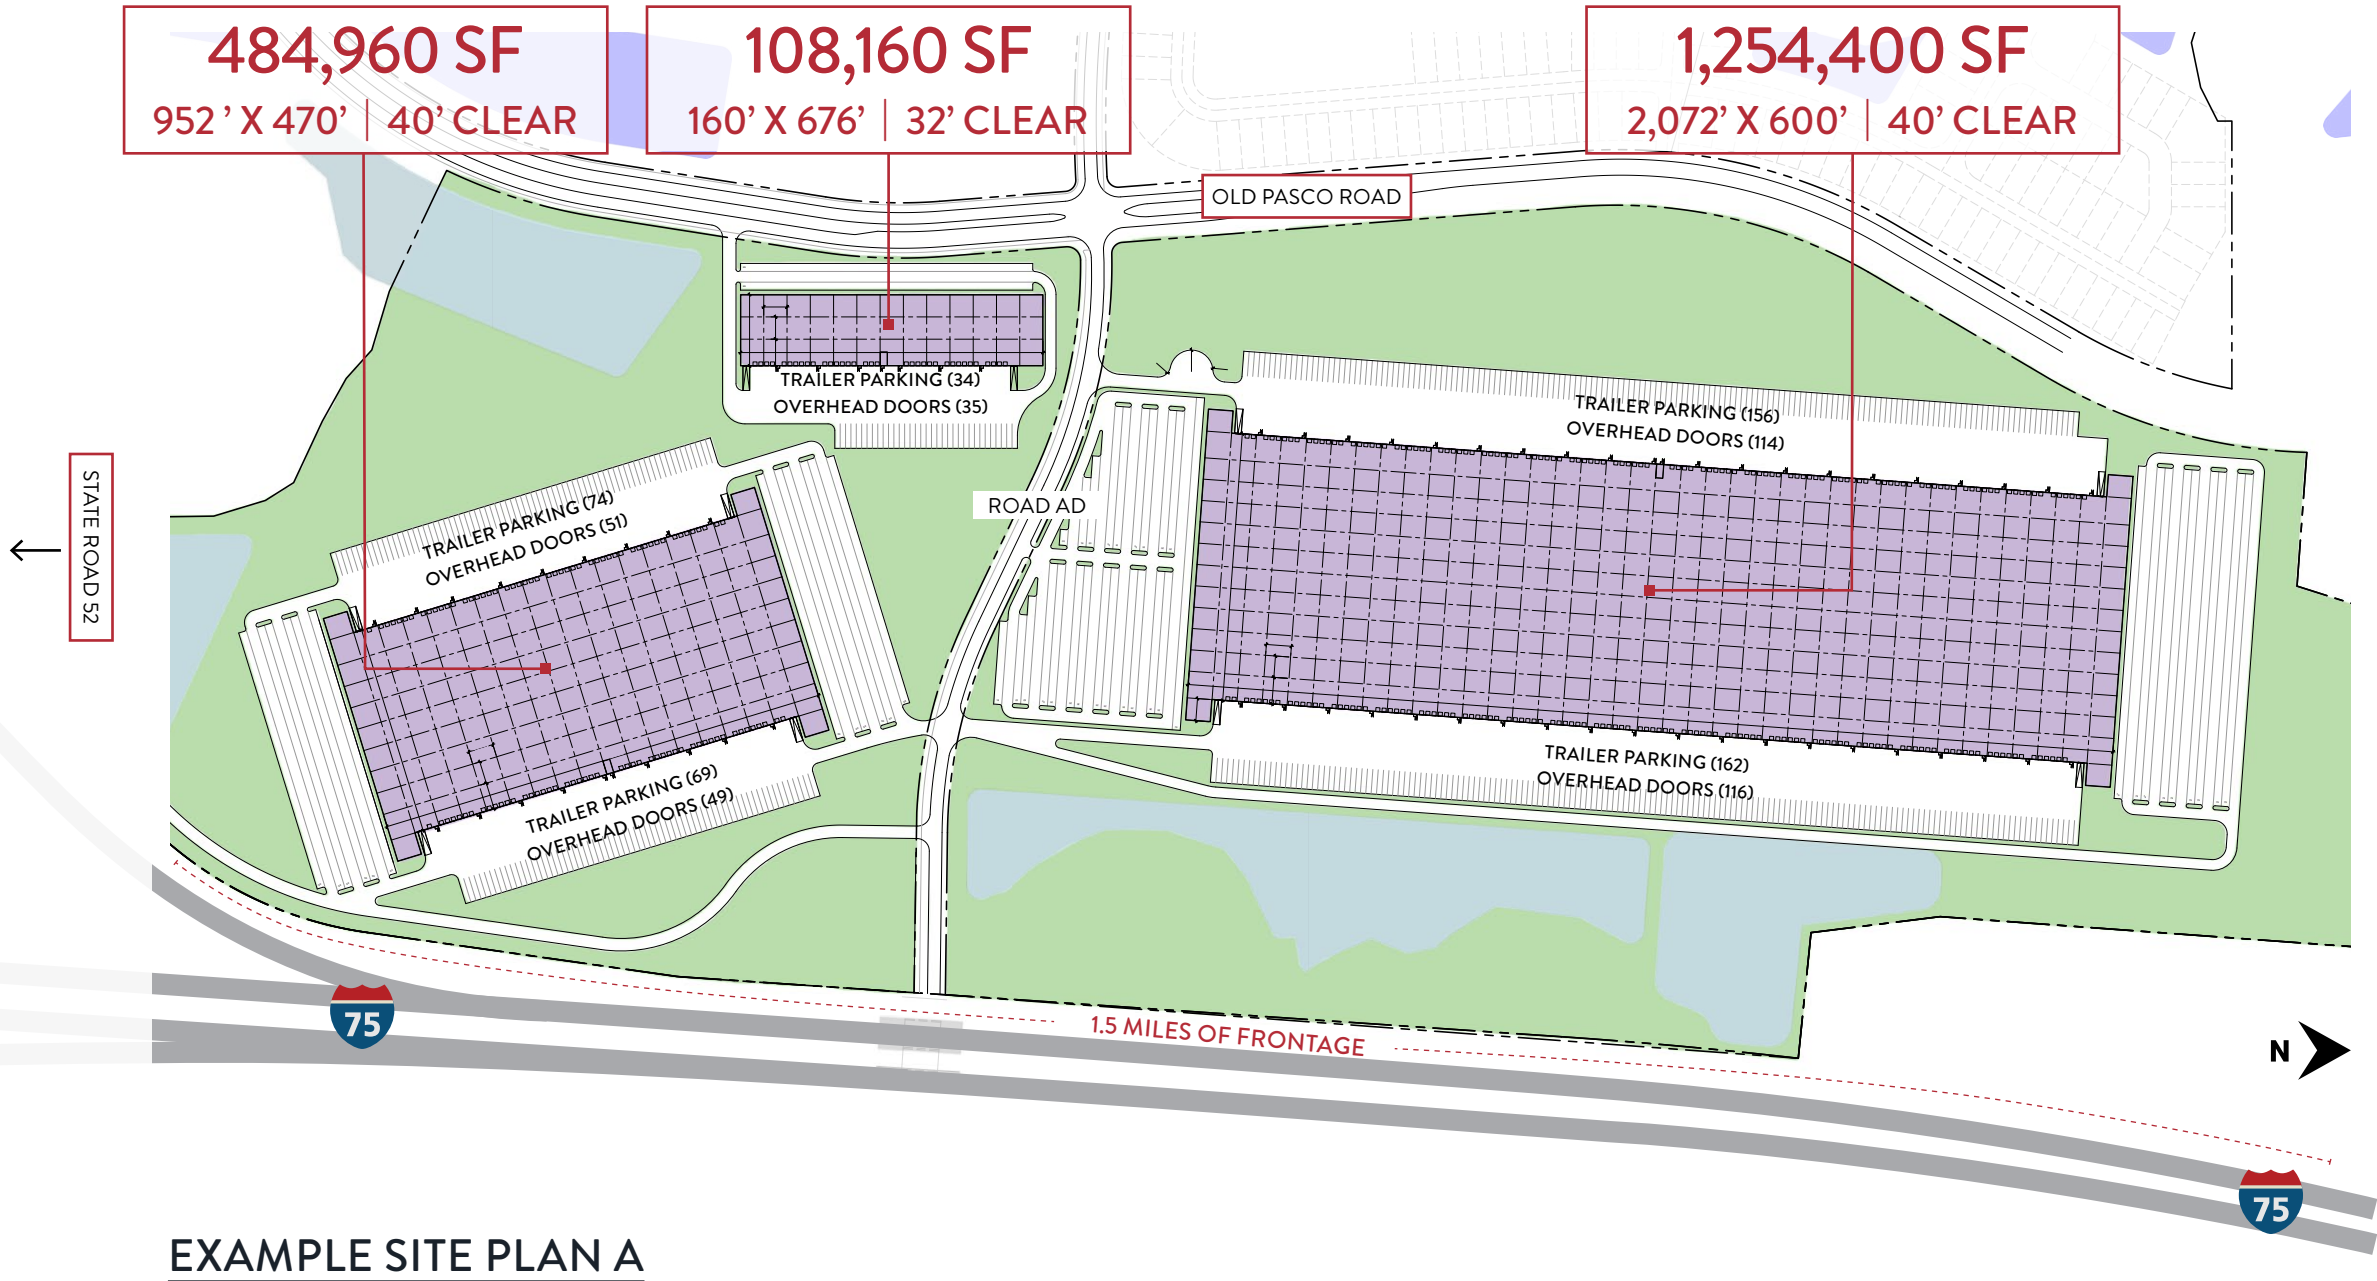 484,960 SF
952 ’ X 470’ | 40’ CLEAR
108,160 SF
160’ X 676’ | 32’ CLEAR
1,254,400 SF
2,072’ X 600’ | 40’ CLEAR
OLD PASCO ROAD
TRAILER PARKING (34)
OVERHEAD DOORS (35)
TRAILER PARKING (156)
OVERHEAD DOORS (114)
STATE ROAD 52
TRAILER PARKING (74)
OVERHEAD DOORS (51)
ROAD AD
TRAILER PARKING (69)
OVERHEAD DOORS (49)
TRAILER PARKING (162)
OVERHEAD DOORS (116)
75
1.5 MILES OF FRONTAGE
N
75
EXAMPLE SITE PLAN A